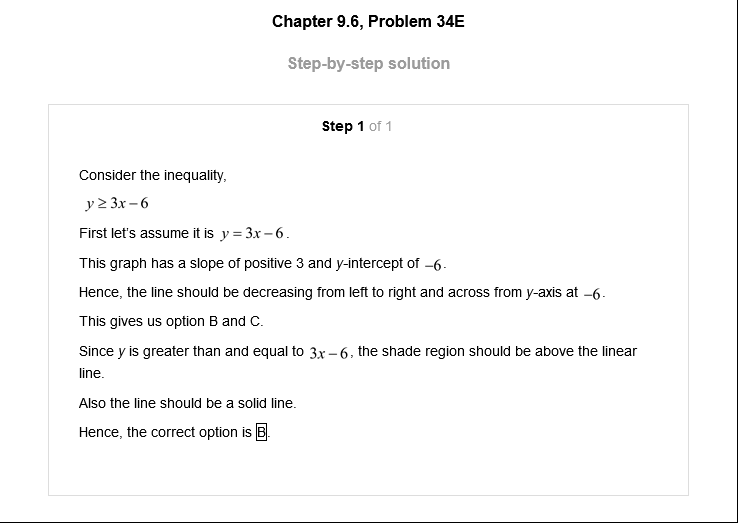 Chapter 9.6, Problem 34E
Step-by-step solution
Step 1 of 1
Consider the inequality,
y ≥ 3x – 6
First let's assume it is y = 3x – 6.
This graph has a slope of positive 3 and y-intercept of –6.
Hence, the line should be decreasing from left to right and across from y-axis at –6.
This gives us option B and C.
Since y is greater than and equal to 3x – 6, the shade region should be above the linear
line.
Also the line should be a solid line.
Hence, the correct option is B.